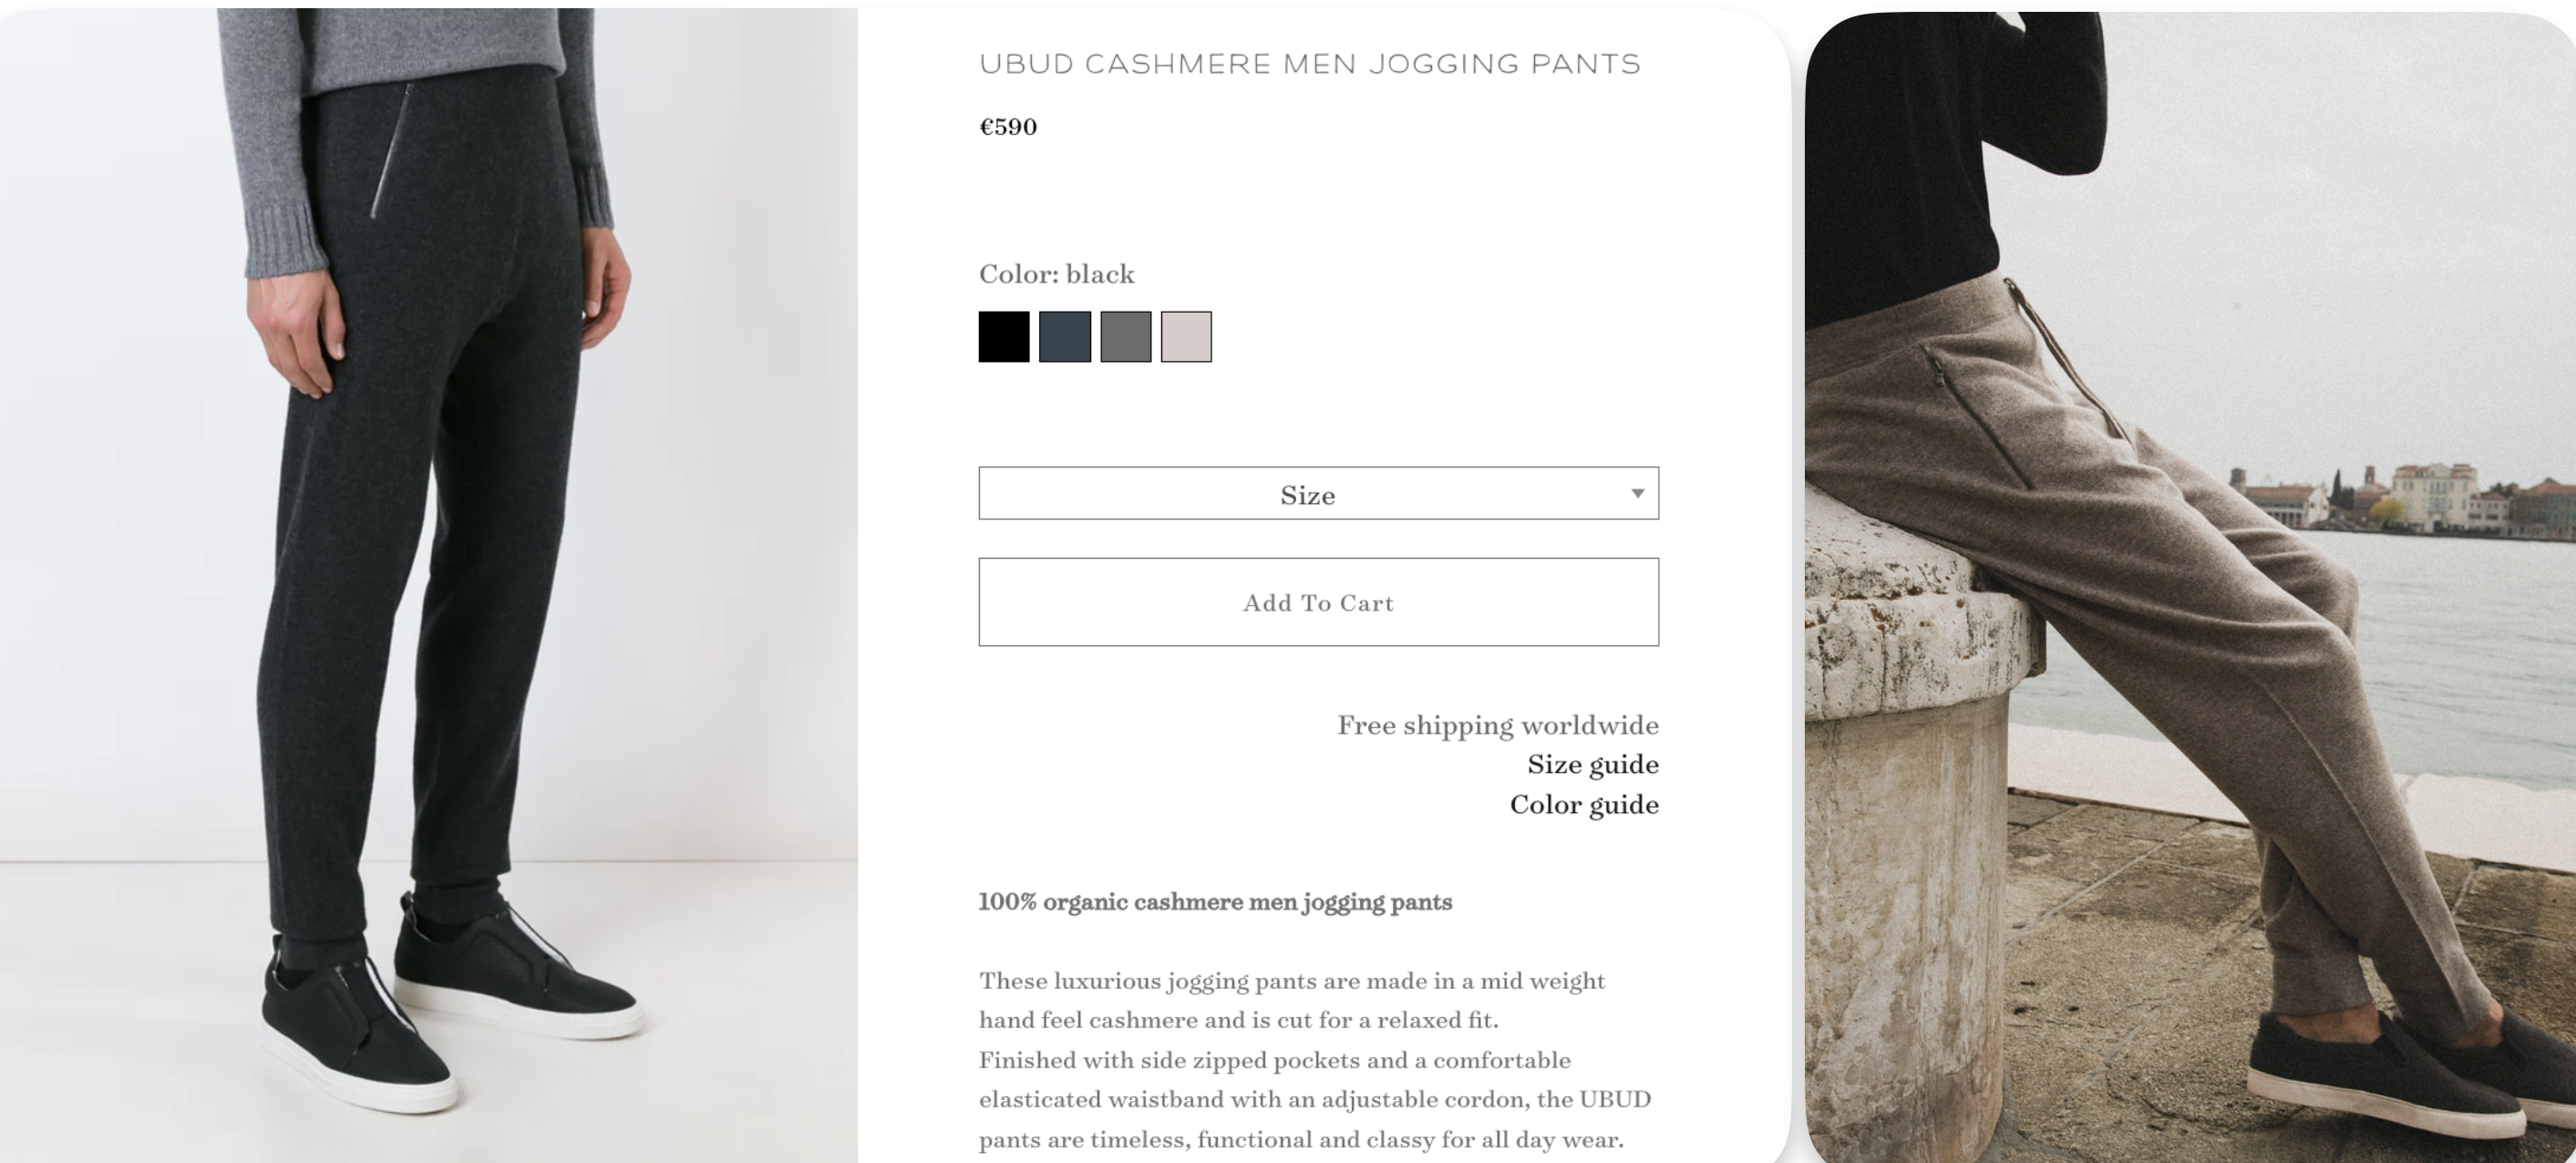 UBUD CASHMERE MEN JOGGING PANTS
€590
Color: black
Size
Add To Cart
Free shipping worldwide
Size guide
Color guide
100% organic cashmere men jogging pants
These luxurious jogging pants are made in a mid weight
hand feel cashmere and is cut for a relaxed fit.
Finished with side zipped pockets and a comfortable
elasticated waistband with an adjustable cordon, the UBUD
pants are timeless, functional and classy for all day wear.